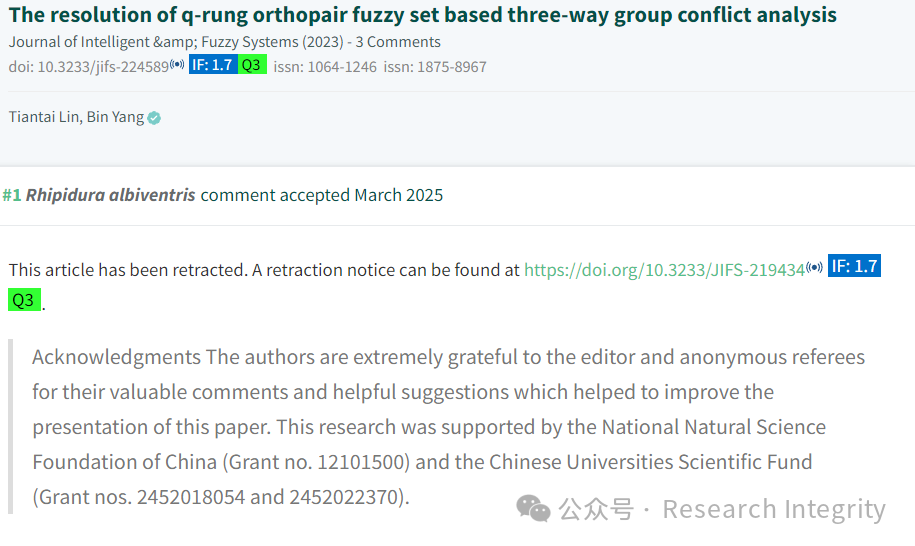 The resolution of q-rung orthopair fuzzy set based three-way group conflict analysis
Journal of Intelligent &amp; Fuzzy Systems (2023) - 3 Comments
doi: 10.3233/jifs-224589 IF: 1.7 Q3 issn: 1064-1246 issn: 1875-8967
Tiantai Lin, Bin Yang
#1 Rhipidura albiventris comment accepted March 2025
This article has been retracted. A retraction notice can be found at https://doi.org/10.3233/JIFS-219434 IF: 1.7
Q3 .
Acknowledgments The authors are extremely grateful to the editor and anonymous referees
for their valuable comments and helpful suggestions which helped to improve the
presentation of this paper. This research was supported by the National Natural Science
Foundation of China (Grant no. 12101500) and the Chinese Universities Scientific Fund
(Grant nos. 2452018054 and 2452022370).
公众号 · Research Integrity